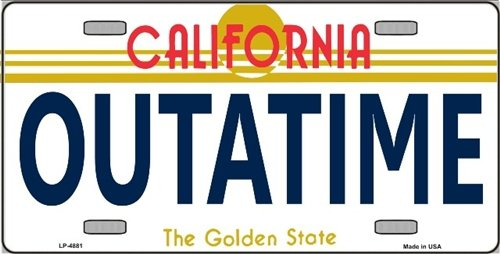 CALIFORNIA
OUTATIME
LP-4881 The Golden State Made in USA